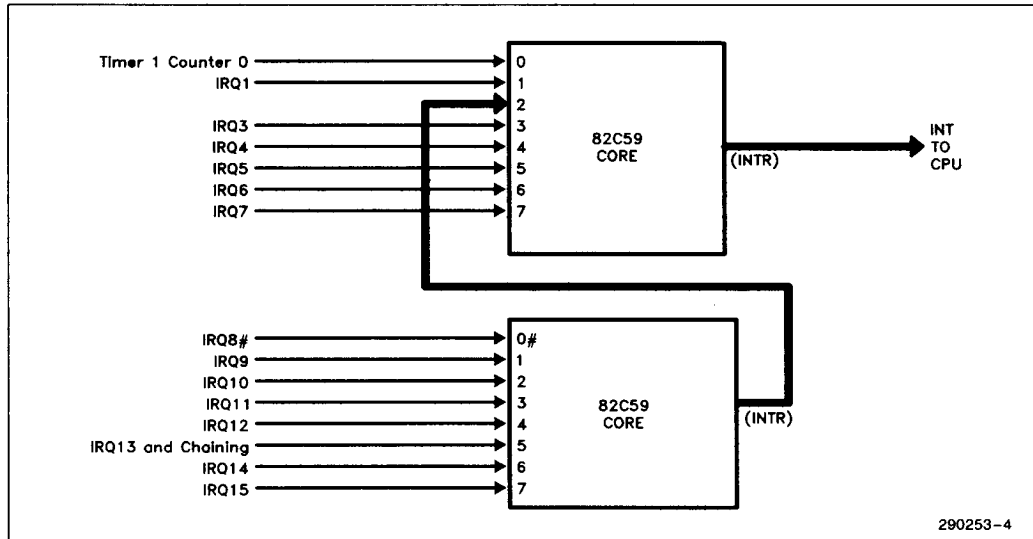 Timer 1 Counter 0
IRQ1
IRQ3
IRQ4
IRQ5
IRQ6
IRQ7
0
1
2
3
4
5
6
7
82C59
CORE
(INTR)
INT
TO
CPU
IRQ8#
IRQ9
IRQ10
IRQ11
IRQ12
IRQ13 and Chaining
IRQ14
IRQ15
0#
1
2
3
4
5
6
7
82C59
CORE
(INTR)
290253-4